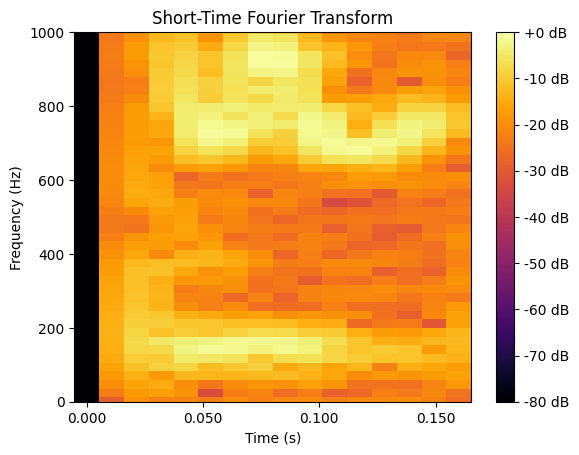 Short-Time Fourier Transform
1000
800
600
400
200
0
Frequency (Hz)
0.000
0.050
0.100
0.150
Time (s)
+0 dB
-10 dB
-20 dB
-30 dB
-40 dB
-50 dB
-60 dB
-70 dB
-80 dB